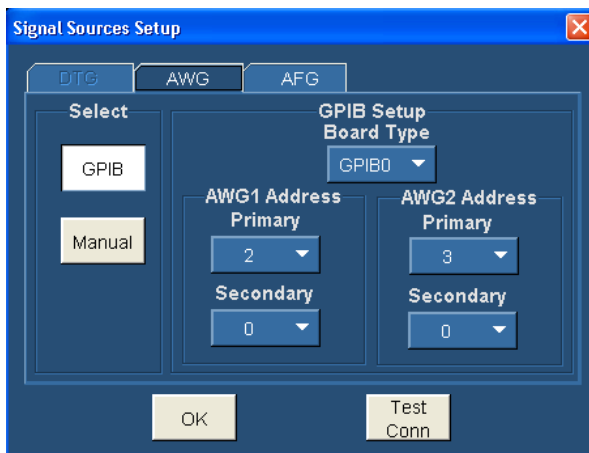 Signal Sources Setup
DTG AWG AFG
Select
GPIB
Manual
GPIB Setup
Board Type
GPIB0
AWG1 Address
Primary
2
Secondary
0
AWG2 Address
Primary
3
Secondary
0
OK
Test
Conn